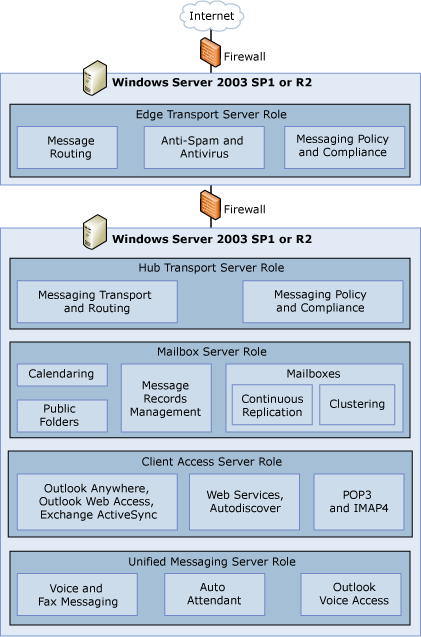 Internet
Firewall
Windows Server 2003 SP1 or R2
Edge Transport Server Role
Message
Routing
Anti-Spam and
Antivirus
Messaging Policy
and Compliance
Firewall
Windows Server 2003 SP1 or R2
Hub Transport Server Role
Messaging Transport
and Routing
Messaging Policy
and Compliance
Mailbox Server Role
Calendaring
Public
Folders
Message
Records
Management
Mailboxes
Continuous
Replication
Clustering
Client Access Server Role
Outlook Anywhere,
Outlook Web Access,
Exchange ActiveSync
Web Services,
Autodiscover
POP3
and IMAP4
Unified Messaging Server Role
Voice and
Fax Messaging
Auto
Attendant
Outlook
Voice Access